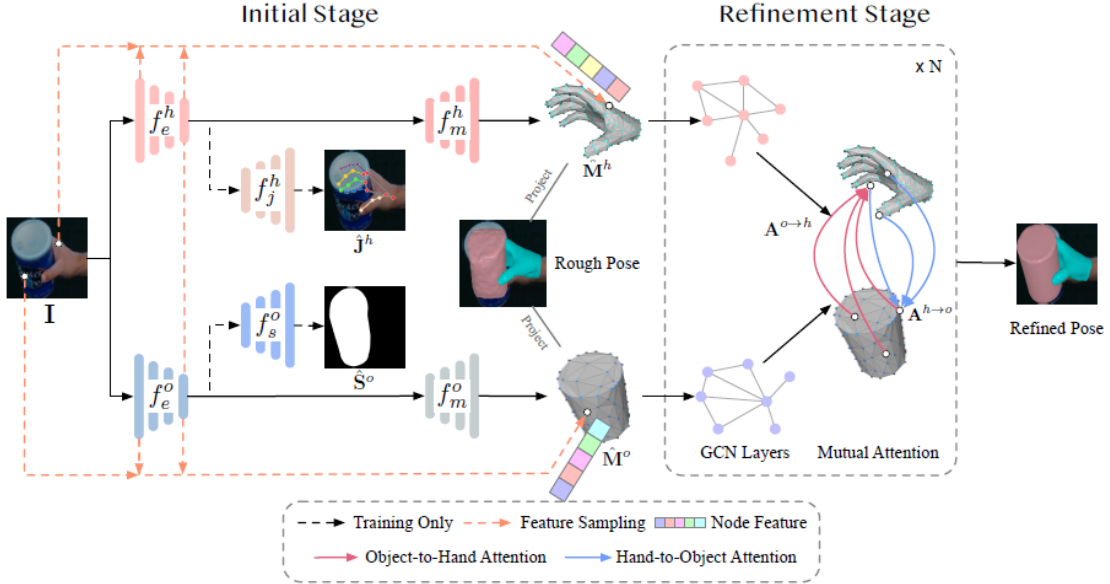 Initial Stage
Refinement Stage
x N
f_e^h
f_m^h
M̂^h
f_j^h
Ĵ^h
Project
A^{o→h}
I
Rough Pose
A^{h→o}
Refined Pose
f_s^o
Ŝ^o
Project
f_e^o
f_m^o
M̂^o
GCN Layers
Mutual Attention
Training Only
Feature Sampling
Node Feature
Object-to-Hand Attention
Hand-to-Object Attention